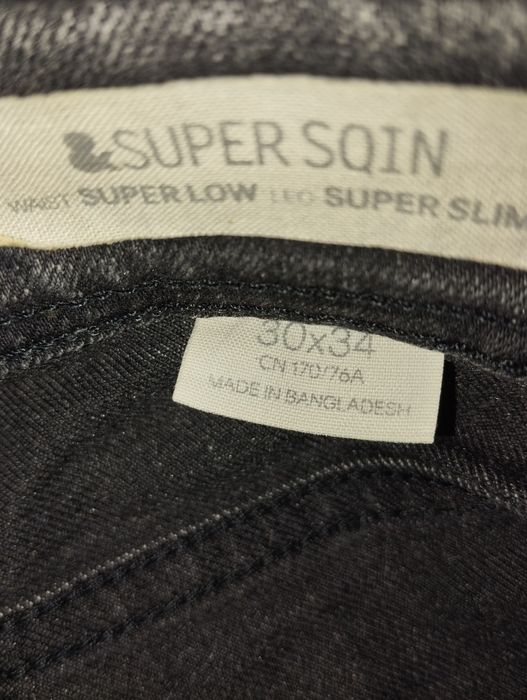 &SUPER SQIN
WAIST SUPER LOW LEG SUPER SLIM
30x34
CN 170/76A
MADE IN BANGLADESH